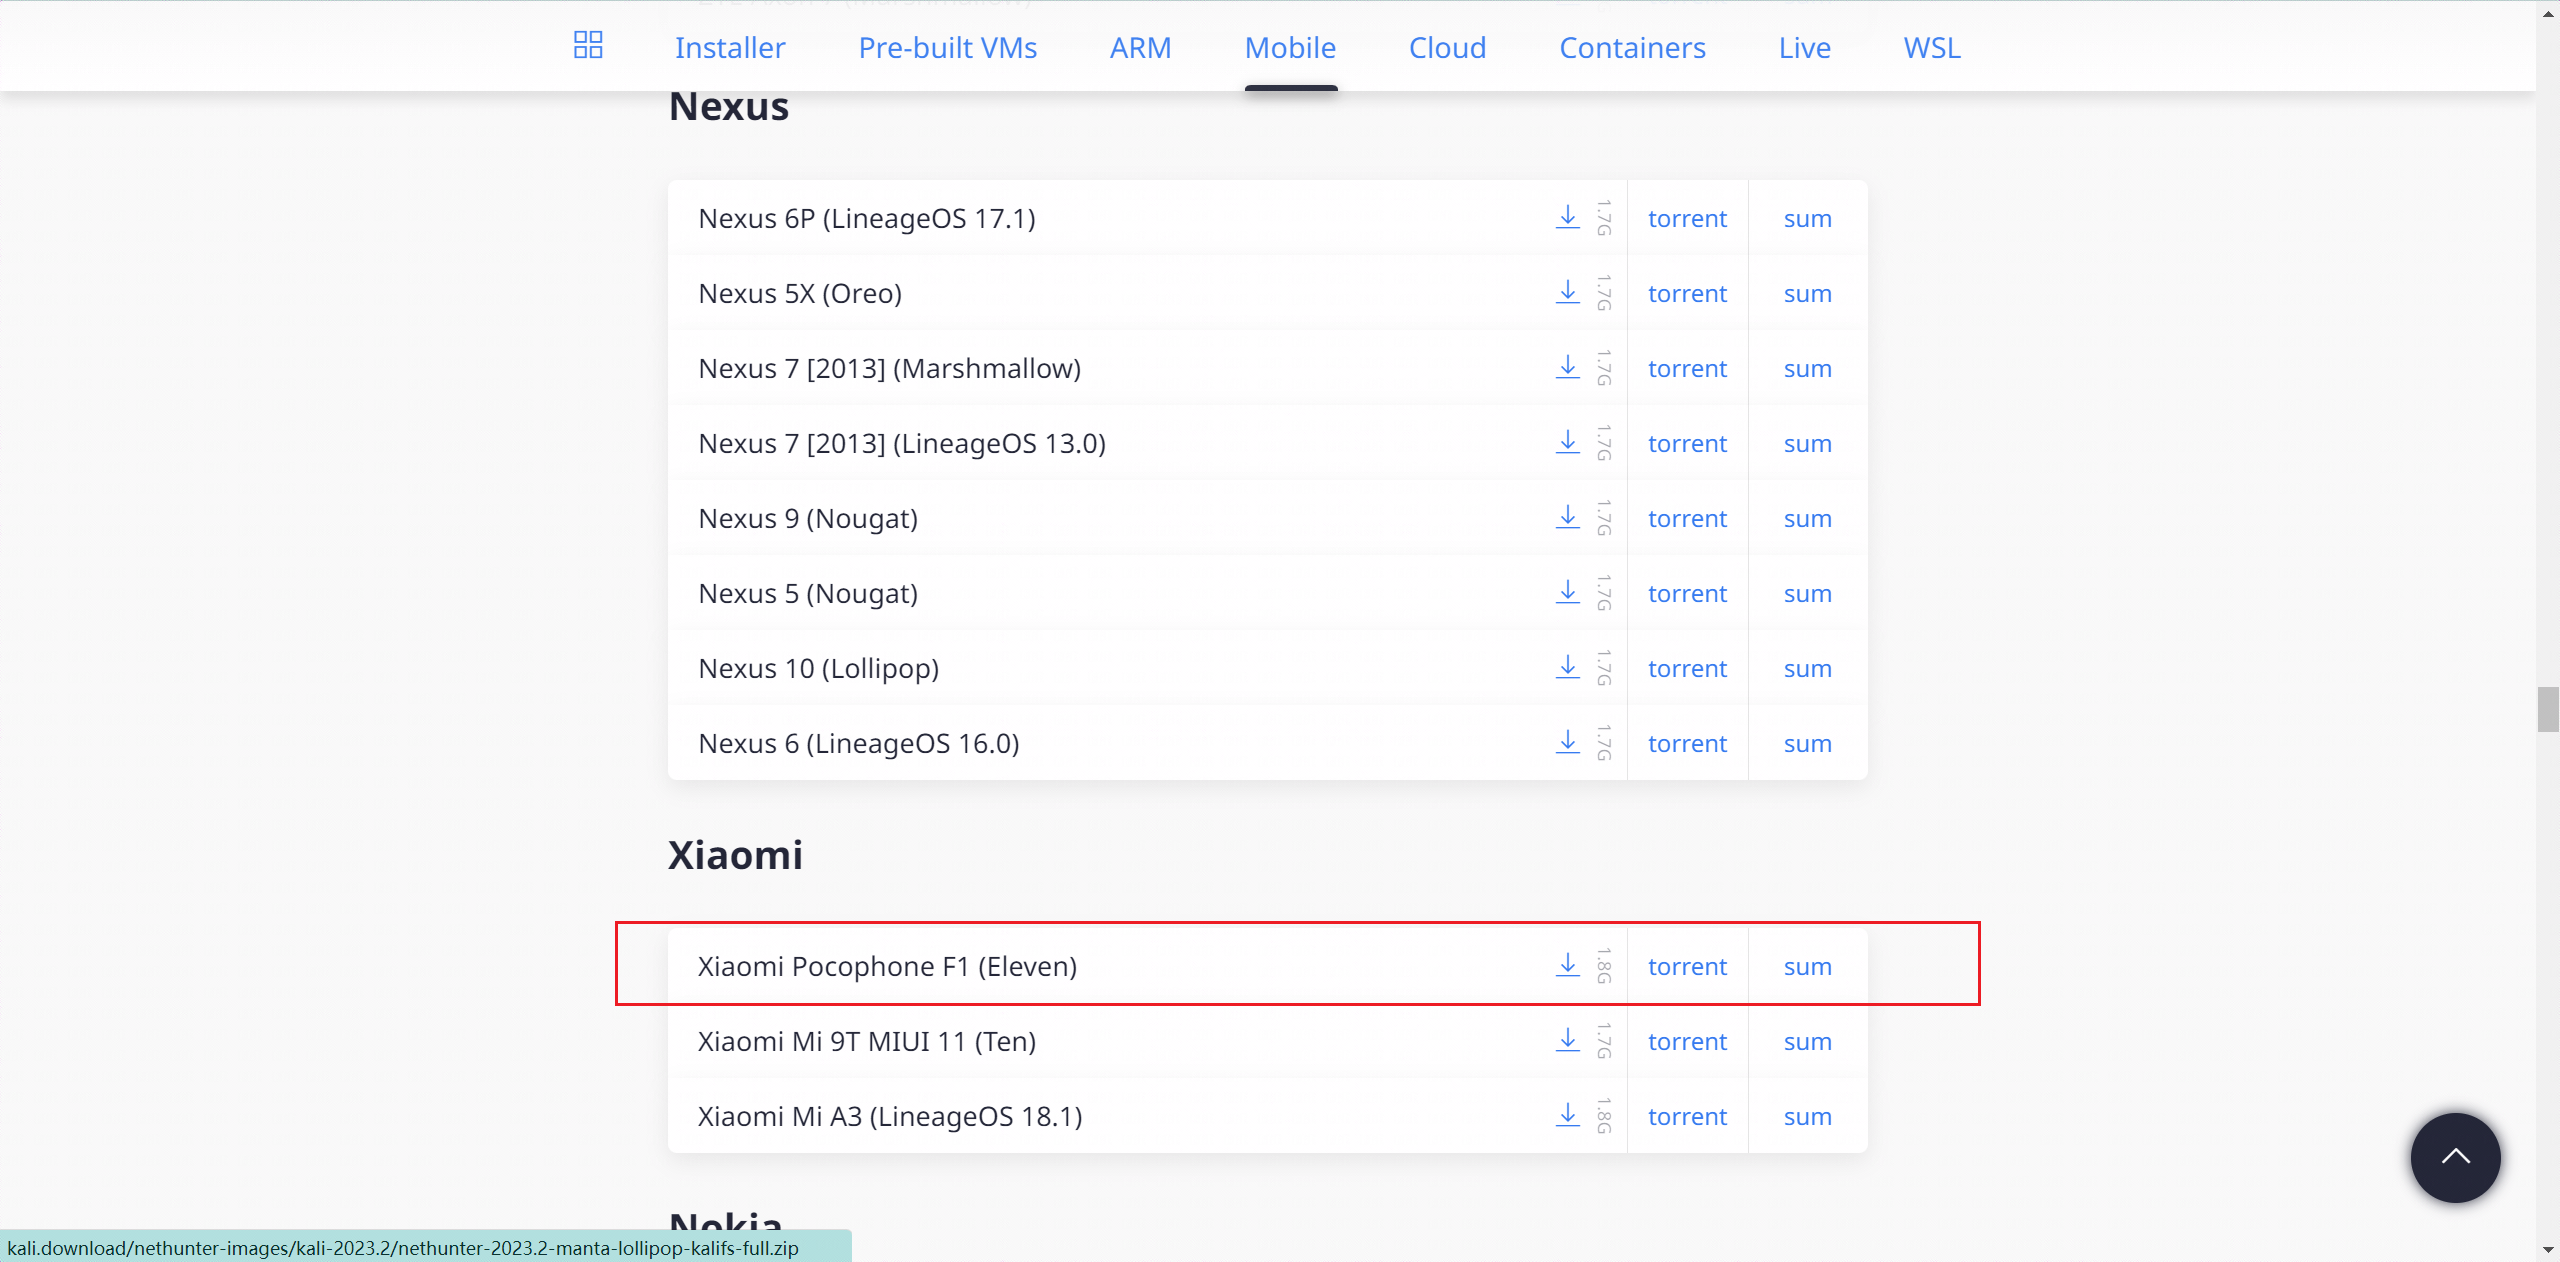 Installer Pre-built VMs ARM Mobile Cloud Containers Live WSL
Nexus
Nexus 6P (LineageOS 17.1) 1.7G torrent sum
Nexus 5X (Oreo) 1.7G torrent sum
Nexus 7 [2013] (Marshmallow) 1.7G torrent sum
Nexus 7 [2013] (LineageOS 13.0) 1.7G torrent sum
Nexus 9 (Nougat) 1.7G torrent sum
Nexus 5 (Nougat) 1.7G torrent sum
Nexus 10 (Lollipop) 1.7G torrent sum
Nexus 6 (LineageOS 16.0) 1.7G torrent sum
Xiaomi
Xiaomi Pocophone F1 (Eleven) 1.8G torrent sum
Xiaomi Mi 9T MIUI 11 (Ten) 1.7G torrent sum
Xiaomi Mi A3 (LineageOS 18.1) 1.8G torrent sum
Nokia
kali.download/nethunter-images/kali-2023.2/nethunter-2023.2-manta-lollipop-kalifs-full.zip